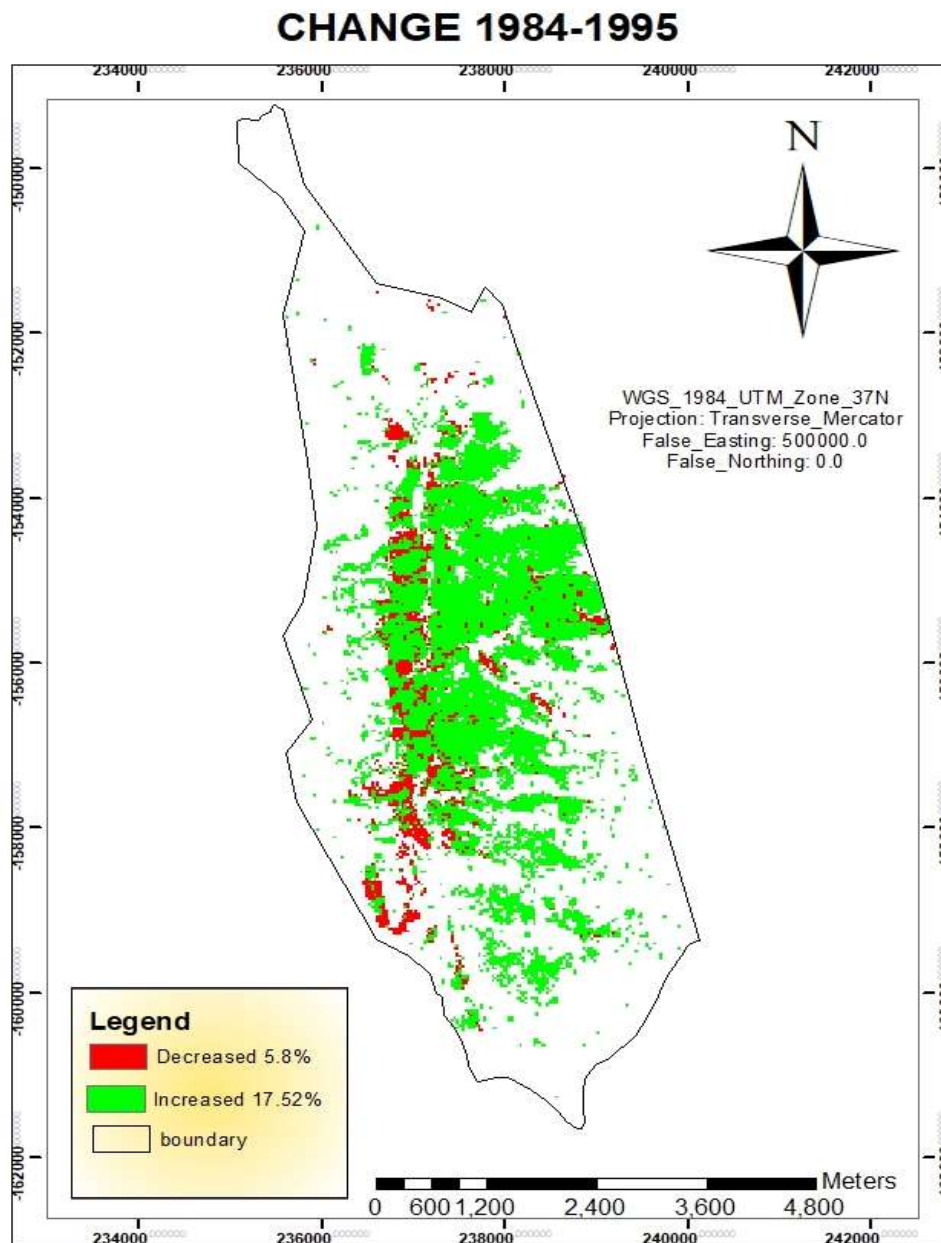 CHANGE 1984-1995
234000 236000 238000 240000 242000
N
-150000
-152000
WGS_1984_UTM_Zone_37N
Projection: Transverse_Mercator
False_Easting: 500000.0
False_Northing: 0.0
-154000
-156000
-158000
-160000
Legend
Decreased 5.8%
Increased 17.52%
boundary
-162000
Meters
0 600 1,200 2,400 3,600 4,800
234000 236000 238000 240000 242000